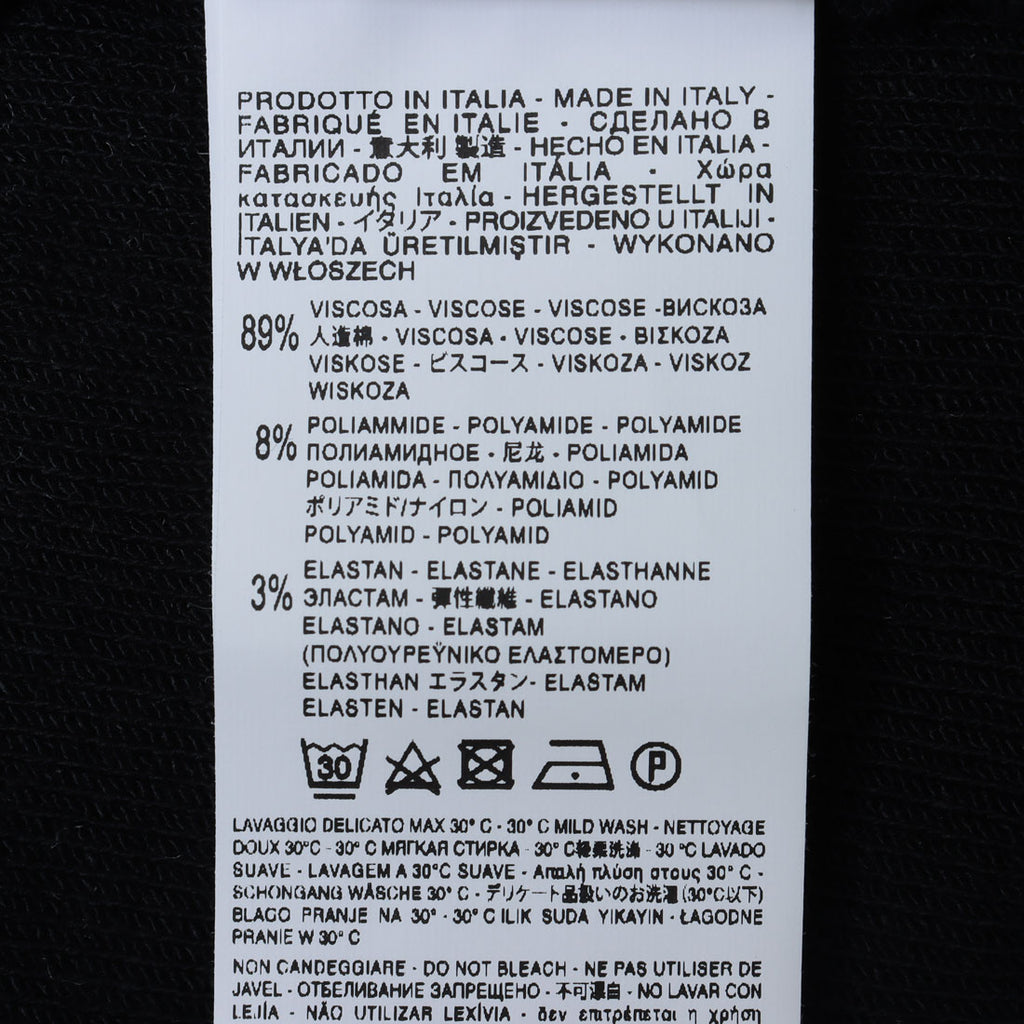 PRODOTTO IN ITALIA - MADE IN ITALY -
FABRIQUÉ EN ITALIE - СДЕЛАНО В
ИТАЛИИ - 意大利 製造 - HECHO EN ITALIA -
FABRICADO EM ITÁLIA - Χώρα
κατασκευής Ιταλία - HERGESTELLT IN
ITALIEN - イタリア - PROIZVEDENO U ITALIJI -
İTALYA'DA ÜRETILMIŞTIR - WYKONANO
W WŁOSZECH
89% VISCOSA - VISCOSE - VISCOSE -ВИСКОЗА
人造棉 - VISCOSA - VISCOSE - ΒΙΣΚΟΖΑ
VISKOSE - ビスコース - VISKOZA - VISKOZ
WISKOZA
8% POLIAMMIDE - POLYAMIDE - POLYAMIDE
ПОЛИАМИДНОЕ - 尼龙 - POLIAMIDA
POLIAMIDA - ΠΟΛΥΑΜΙΔΙΟ - POLYAMID
ポリアミド/ナイロン - POLIAMID
POLYAMID - POLYAMID
3% ELASTAN - ELASTANE - ELASTHANNE
ЭЛАСТАМ - 彈性纖維 - ELASTANO
ELASTANO - ELASTAM
(ΠΟΛΥΟΥΡΕΫΝΙΚΟ ΕΛΑΣΤΟΜΕΡΟ)
ELASTHAN エラスタン- ELASTAM
ELASTEN - ELASTAN
30 P
LAVAGGIO DELICATO MAX 30° C - 30° C MILD WASH - NETTOYAGE
DOUX 30°C - 30° C МЯГКАЯ СТИРКА - 30° C輕柔洗滌 - 30 °C LAVADO
SUAVE - LAVAGEM A 30°C SUAVE - Απαλή πλύση στους 30° C -
SCHONGANG WÄSCHE 30° C - デリケート品扱いのお洗濯 (30°C以下)
BLAGO PRANJE NA 30° - 30° C ILIK SUDA YIKAYIN - ŁAGODNE
PRANIE W 30° C
NON CANDEGGIARE - DO NOT BLEACH - NE PAS UTILISER DE
JAVEL - ОТБЕЛИВАНИЕ ЗАПРЕЩЕНО - 不可漂白 - NO LAVAR CON
LEJÍA - NÃO UTILIZAR LEXÍVIA - δεν επιτρέπεται η χρήση